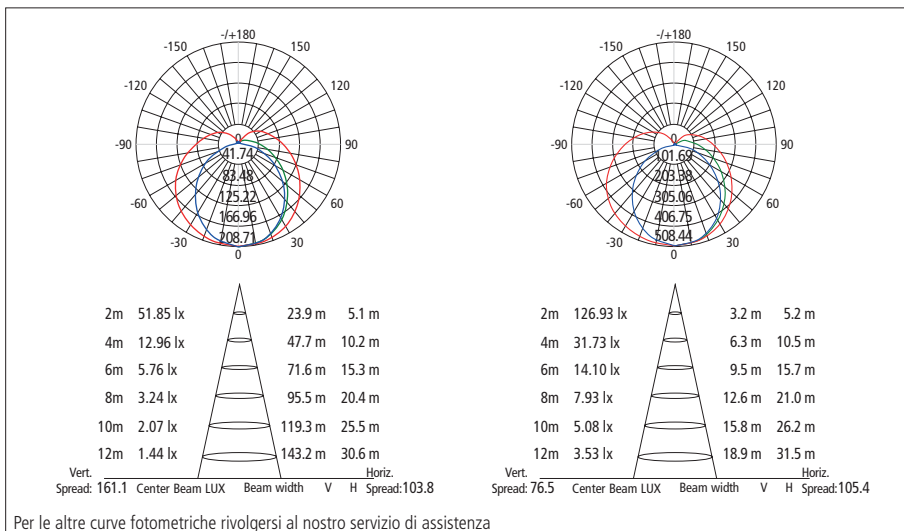 -/+180
-150 150
-120 120
-90 90
-60 60
-30 30
0
0
41.74
83.48
125.22
166.96
208.71
2m 51.85 lx 23.9 m 5.1 m
4m 12.96 lx 47.7 m 10.2 m
6m 5.76 lx 71.6 m 15.3 m
8m 3.24 lx 95.5 m 20.4 m
10m 2.07 lx 119.3 m 25.5 m
12m 1.44 lx 143.2 m 30.6 m
Vert. Horiz.
Spread: 161.1 Center Beam LUX Beam width V H Spread:103.8
-/+180
-150 150
-120 120
-90 90
-60 60
-30 30
0
0
101.69
203.38
305.06
406.75
508.44
2m 126.93 lx 3.2 m 5.2 m
4m 31.73 lx 6.3 m 10.5 m
6m 14.10 lx 9.5 m 15.7 m
8m 7.93 lx 12.6 m 21.0 m
10m 5.08 lx 15.8 m 26.2 m
12m 3.53 lx 18.9 m 31.5 m
Vert. Horiz.
Spread: 76.5 Center Beam LUX Beam width V H Spread:105.4
Per le altre curve fotometriche rivolgersi al nostro servizio di assistenza